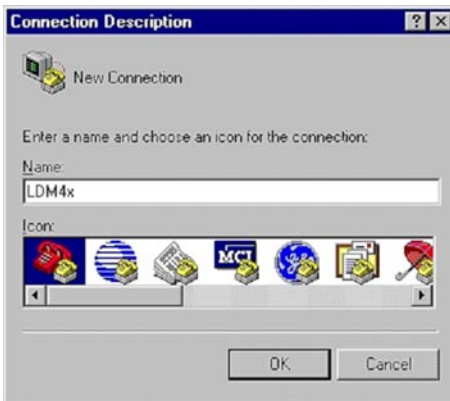 Connection Description
New Connection
Enter a name and choose an icon for the connection:
Name:
LDM4x
Icon:
MCI
OK
Cancel